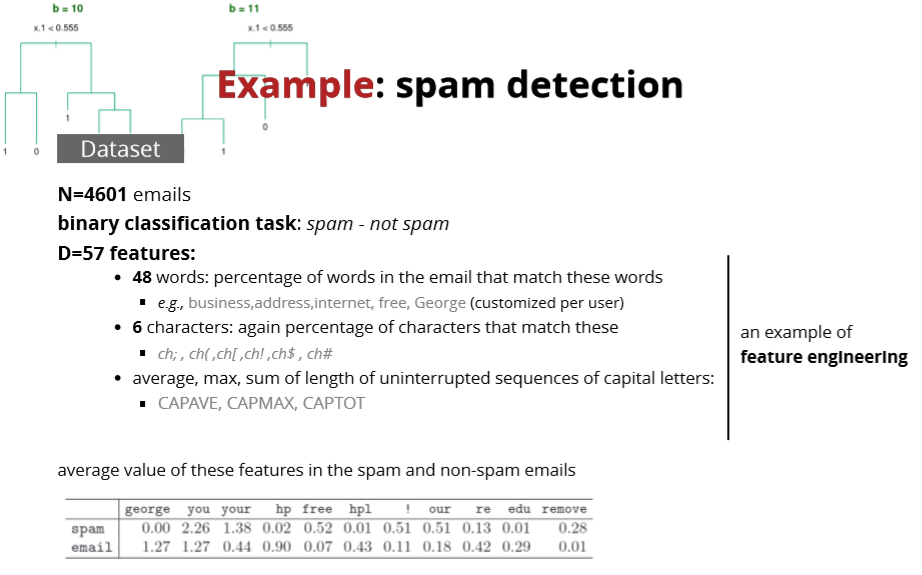 b = 10
b = 11
x.1 < 0.555
x.1 < 0.555
Example: spam detection
1
0
1
0
1
Dataset
N=4601 emails
binary classification task: spam - not spam
D=57 features:
• 48 words: percentage of words in the email that match these words
▪ e.g., business,address,internet, free, George (customized per user)
• 6 characters: again percentage of characters that match these
▪ ch; , ch( ,ch[ ,ch! ,ch$ , ch#
• average, max, sum of length of uninterrupted sequences of capital letters:
▪ CAPAVE, CAPMAX, CAPTOT
an example of
feature engineering
average value of these features in the spam and non-spam emails
george you your hp free hpl ! our re edu remove
spam 0.00 2.26 1.38 0.02 0.52 0.01 0.51 0.51 0.13 0.01 0.28
email 1.27 1.27 0.44 0.90 0.07 0.43 0.11 0.18 0.42 0.29 0.01